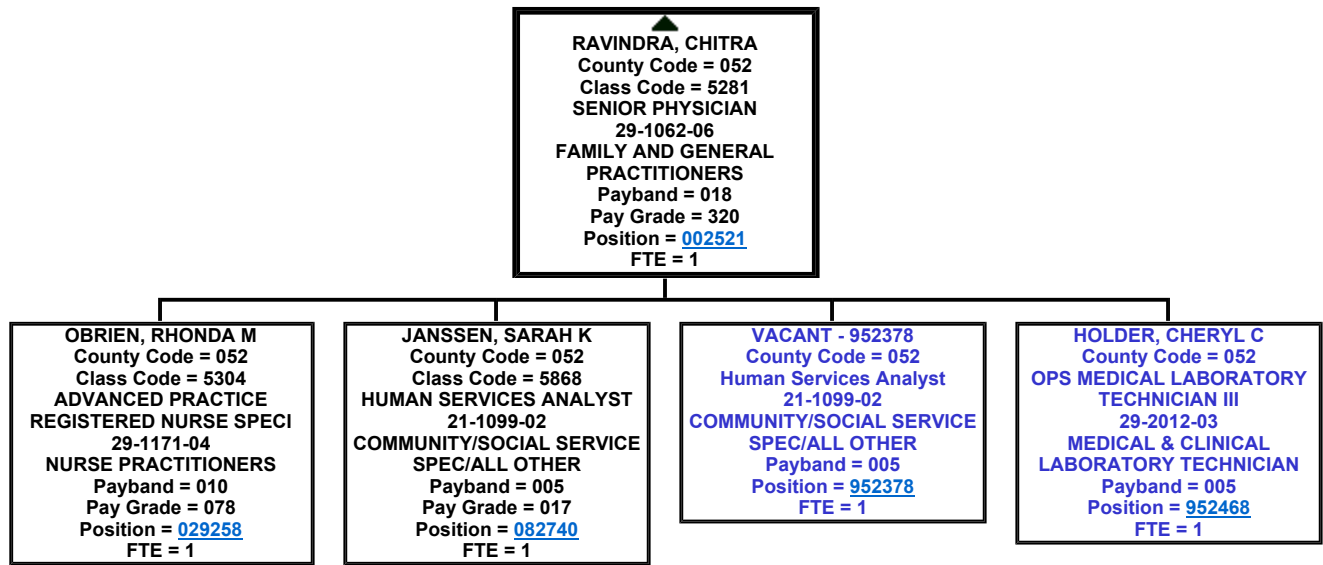 RAVINDRA, CHITRA
County Code = 052
Class Code = 5281
SENIOR PHYSICIAN
29-1062-06
FAMILY AND GENERAL
PRACTITIONERS
Payband = 018
Pay Grade = 320
Position = 002521
FTE = 1
OBRIEN, RHONDA M
County Code = 052
Class Code = 5304
ADVANCED PRACTICE
REGISTERED NURSE SPECI
29-1171-04
NURSE PRACTITIONERS
Payband = 010
Pay Grade = 078
Position = 029258
FTE = 1
JANSSEN, SARAH K
County Code = 052
Class Code = 5868
HUMAN SERVICES ANALYST
21-1099-02
COMMUNITY/SOCIAL SERVICE
SPEC/ALL OTHER
Payband = 005
Pay Grade = 017
Position = 082740
FTE = 1
VACANT - 952378
County Code = 052
Human Services Analyst
21-1099-02
COMMUNITY/SOCIAL SERVICE
SPEC/ALL OTHER
Payband = 005
Position = 952378
FTE = 1
HOLDER, CHERYL C
County Code = 052
OPS MEDICAL LABORATORY
TECHNICIAN III
29-2012-03
MEDICAL & CLINICAL
LABORATORY TECHNICIAN
Payband = 005
Position = 952468
FTE = 1